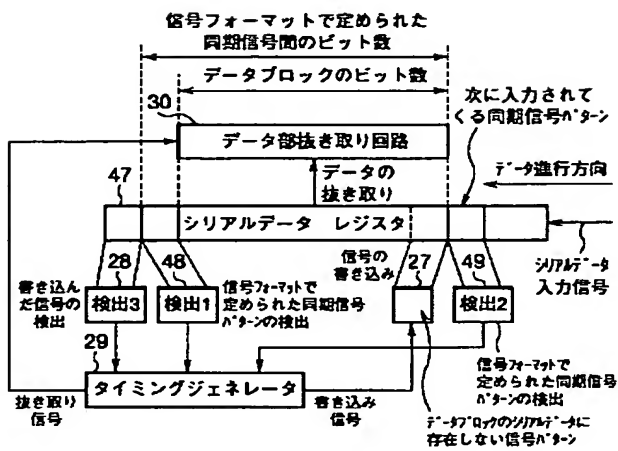 信号フォーマットで定められた
同期信号間のビット数
データブロックのビット数
30
データ部抜き取り回路
次に入力されて
くる同期信号パターン
データ進行方向
データの
抜き取り
47
シリアルデータ レジスタ
シリアルデータ
入力信号
書き込ん
だ信号の
検出
28
検出3
48
検出1
信号フォーマットで
定められた同期信号
パターンの検出
信号の
書き込み
27
49
検出2
29
タイミングジェネレータ
抜き取り
信号
書き込み
信号
信号フォーマットで
定められた同期信号
パターンの検出
データブロックのシリアルデータに
存在しない信号パターン